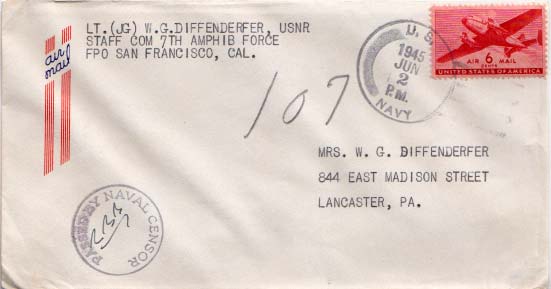 LT.(JG) W.G.DIFFENDERFER, USNR
STAFF COM 7TH AMPHIB FORCE
FPO SAN FRANCISCO, CAL.
air
mail
U. S.
1945
JUN
2
P.M.
NAVY
AIR 6 MAIL
CENTS
UNITED STATES OF AMERICA
107
MRS. W. G. DIFFENDERFER
844 EAST MADISON STREET
LANCASTER, PA.
PASSED BY NAVAL CENSOR